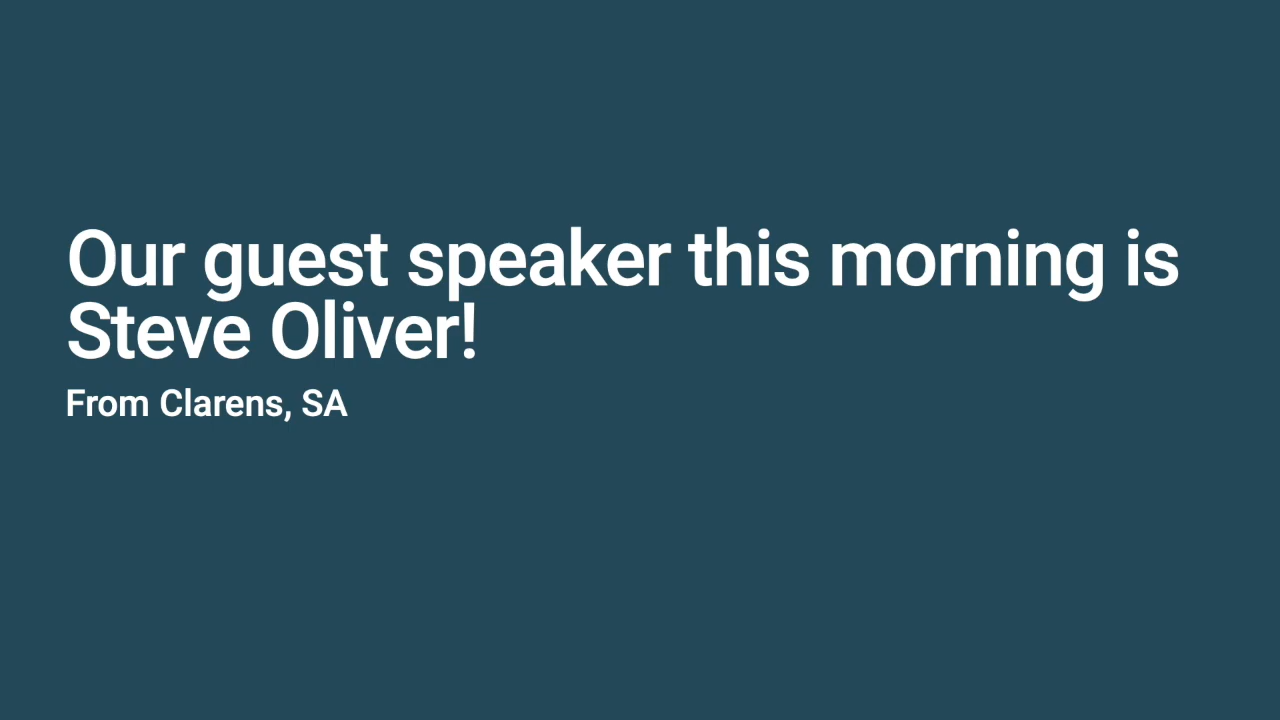 Our guest speaker this morning is
Steve Oliver!
From Clarens, SA